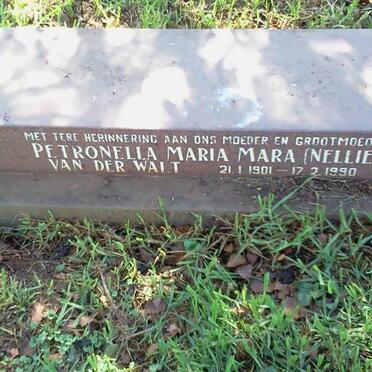 MET TERE HERINNERING AAN ONS MOEDER EN GROOTMOED
PETRONELLA MARIA MARA (NELLIE
VAN DER WALT 21.1.1901 — 17.2.1990